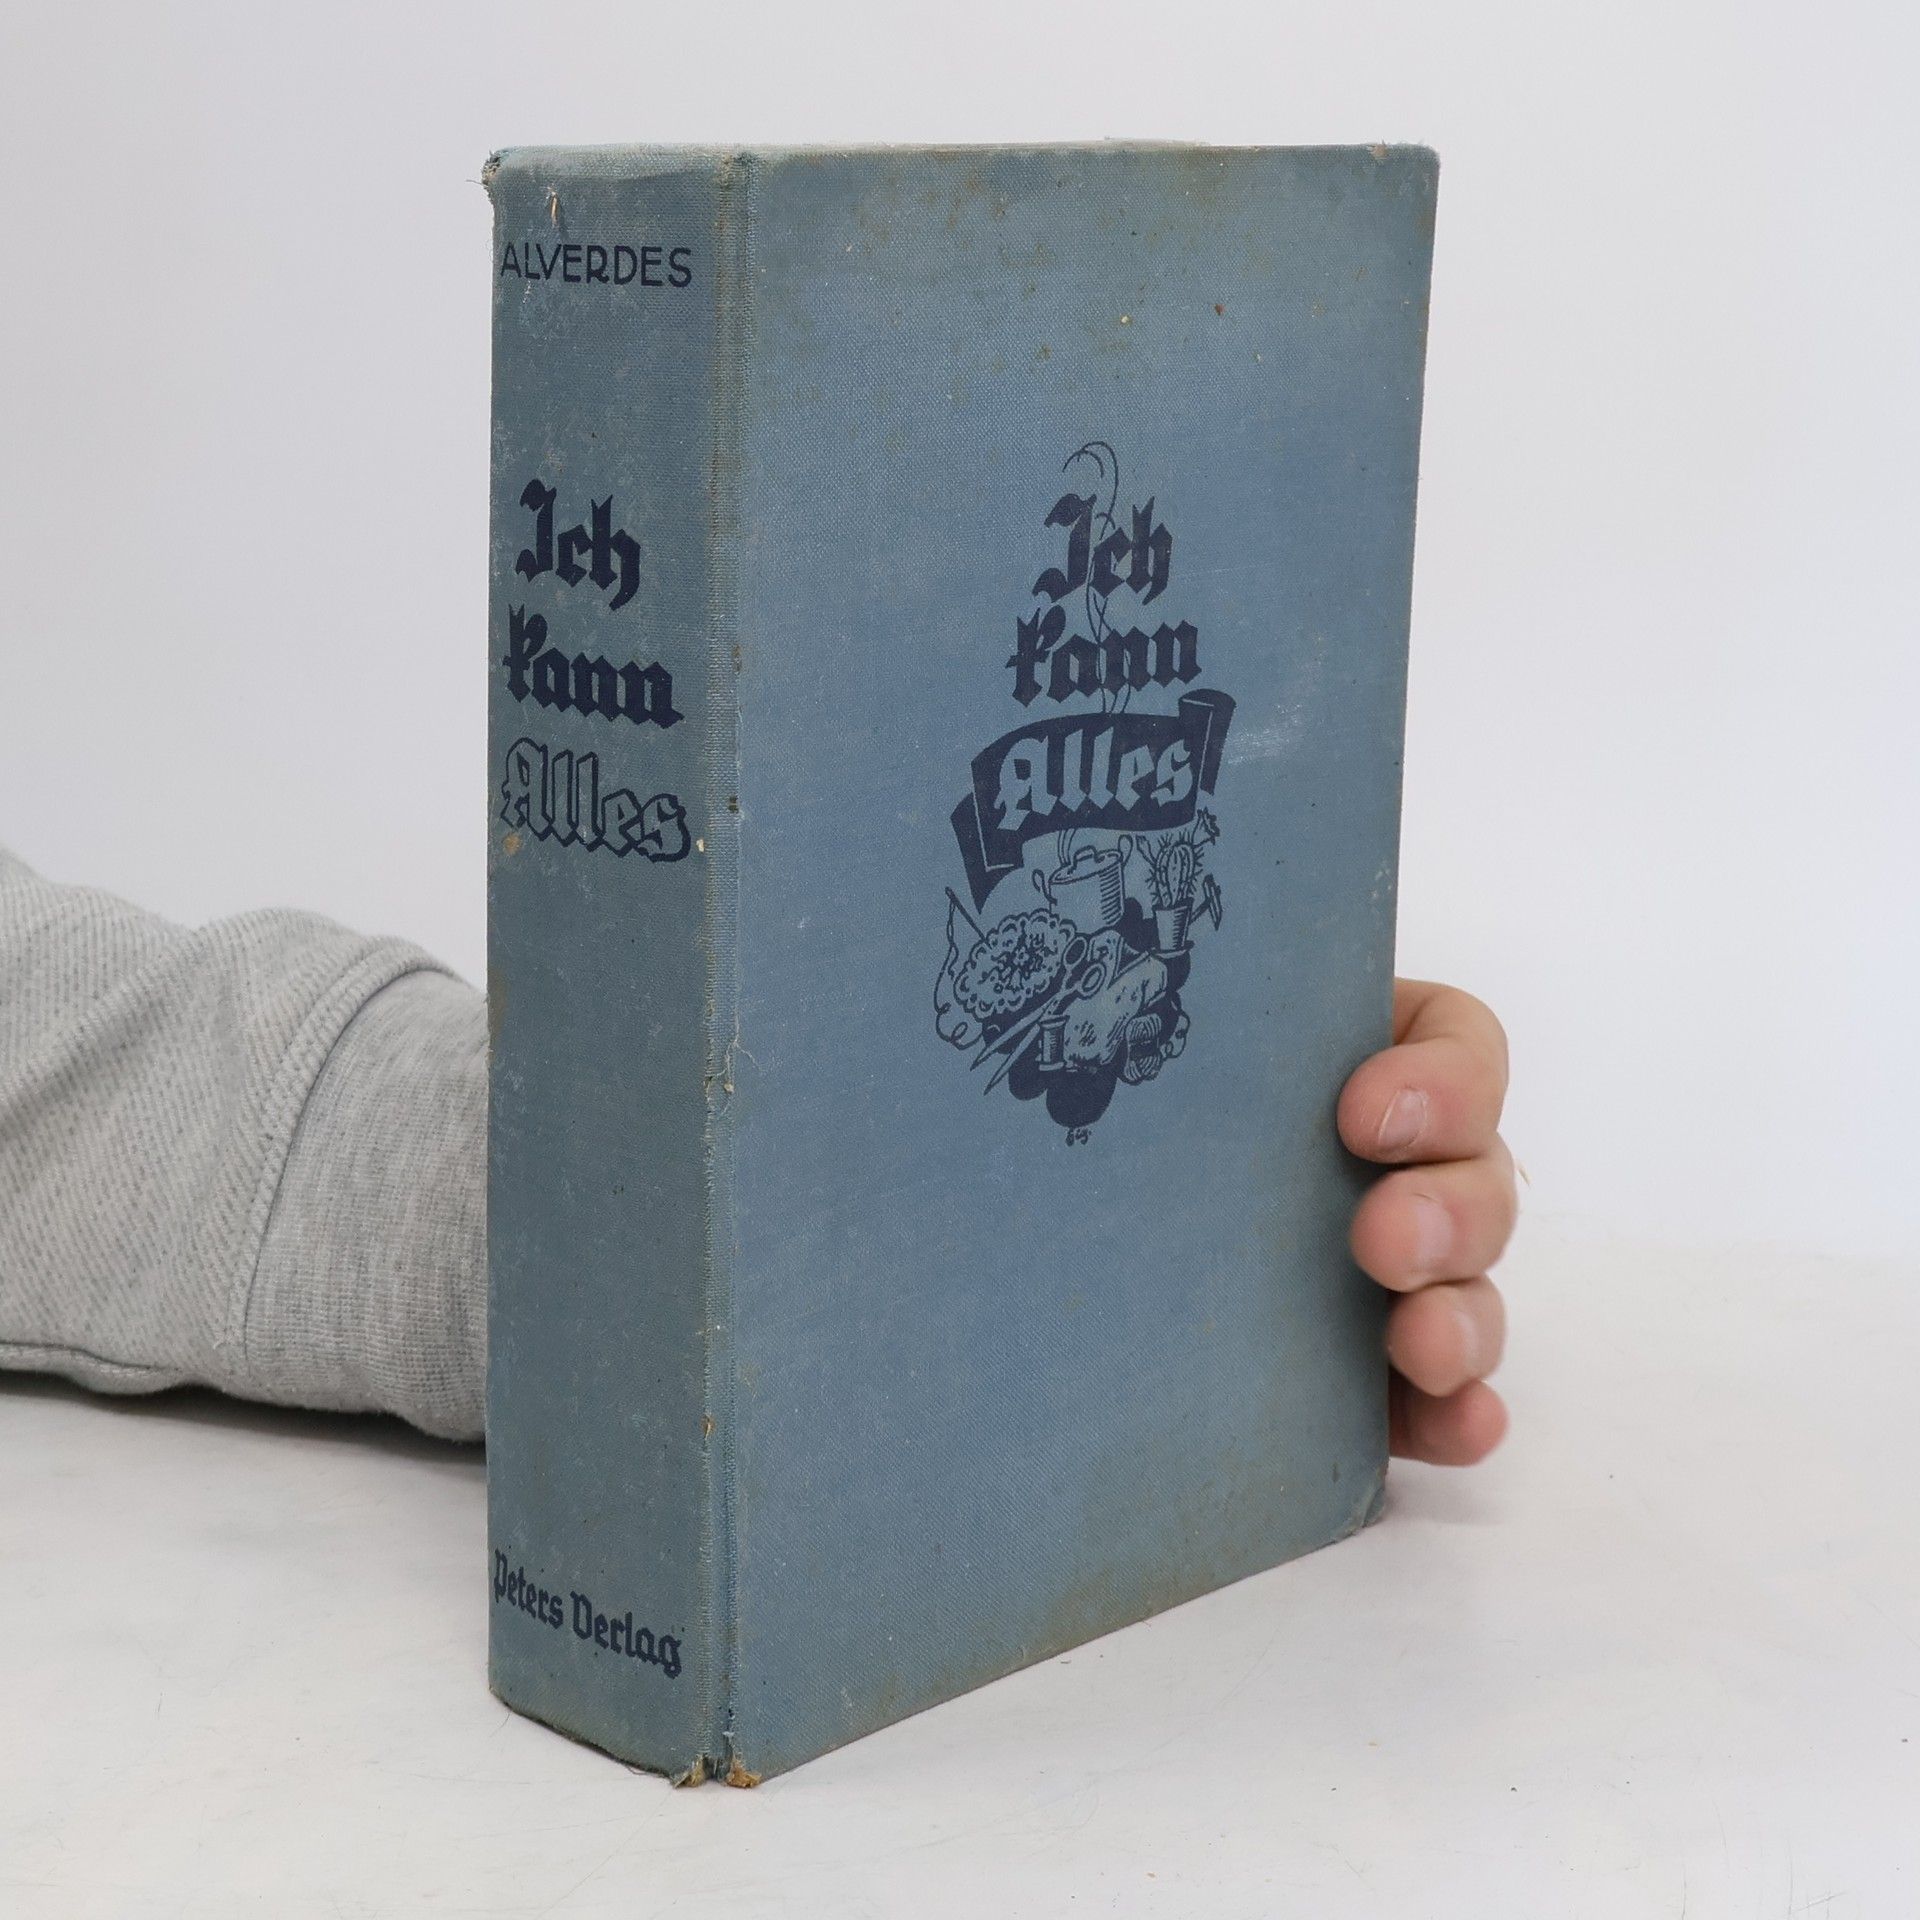 ALVERDES
Ich
kann
Alles
Peters Verlag
Ich
kann
Alles